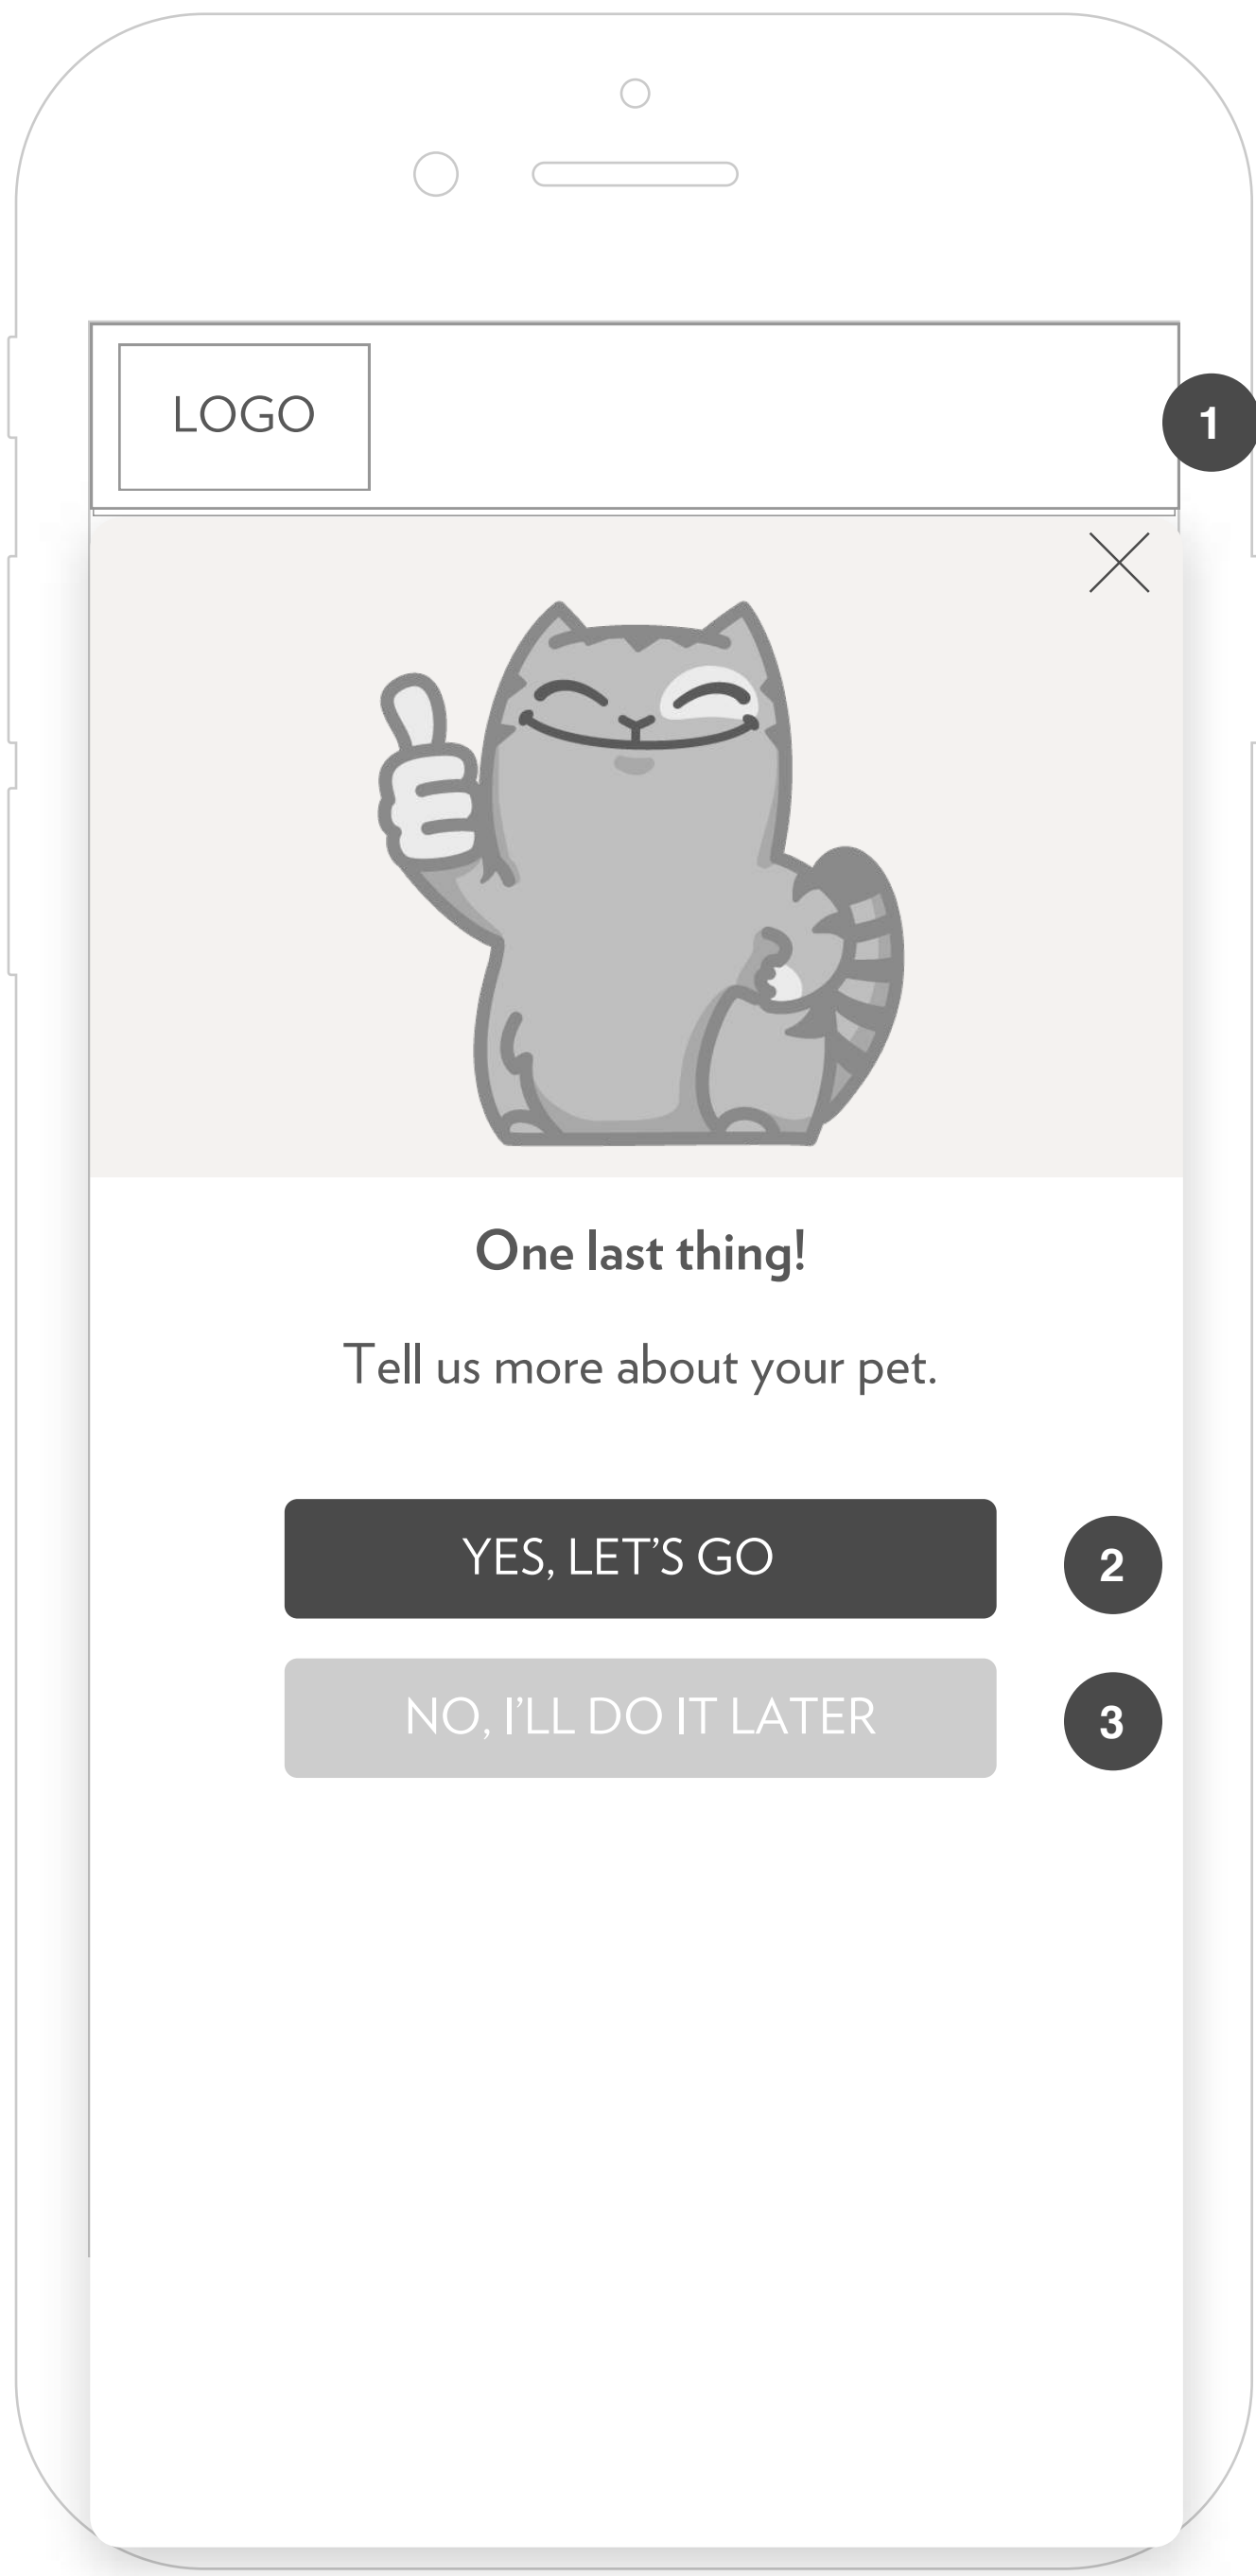 LOGO
1
One last thing!
Tell us more about your pet.
YES, LET’S GO
2
NO, I’LL DO IT LATER
3